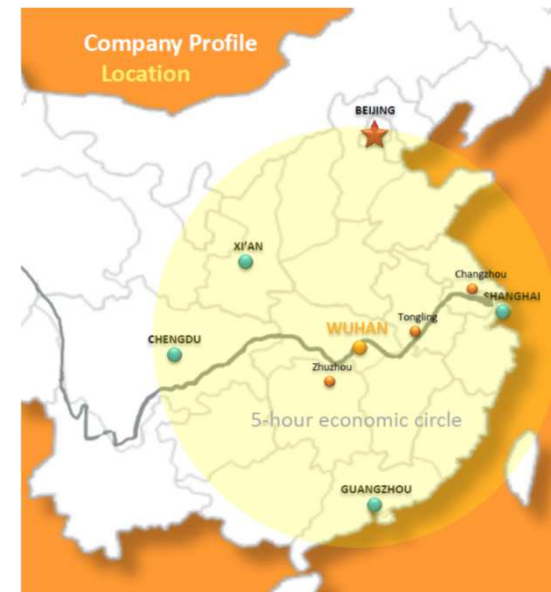 Company Profile
Location
BEIJING
XI'AN
Changzhou
SHANGHAI
Tongling
WUHAN
CHENGDU
Zhuzhou
5-hour economic circle
GUANGZHOU